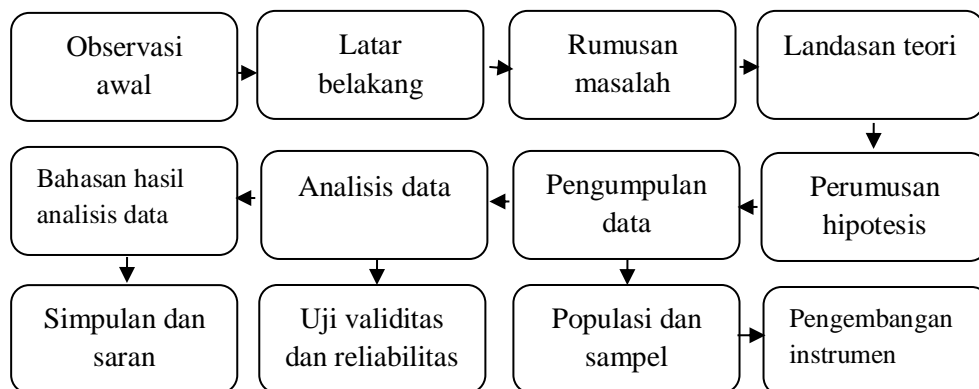 Observasi
awal
Latar
belakang
Rumusan
masalah
Landasan teori
Bahasan hasil
analisis data
Analisis data
Pengumpulan
data
Perumusan
hipotesis
Simpulan dan
saran
Uji validitas
dan reliabilitas
Populasi dan
sampel
Pengembangan
instrumen